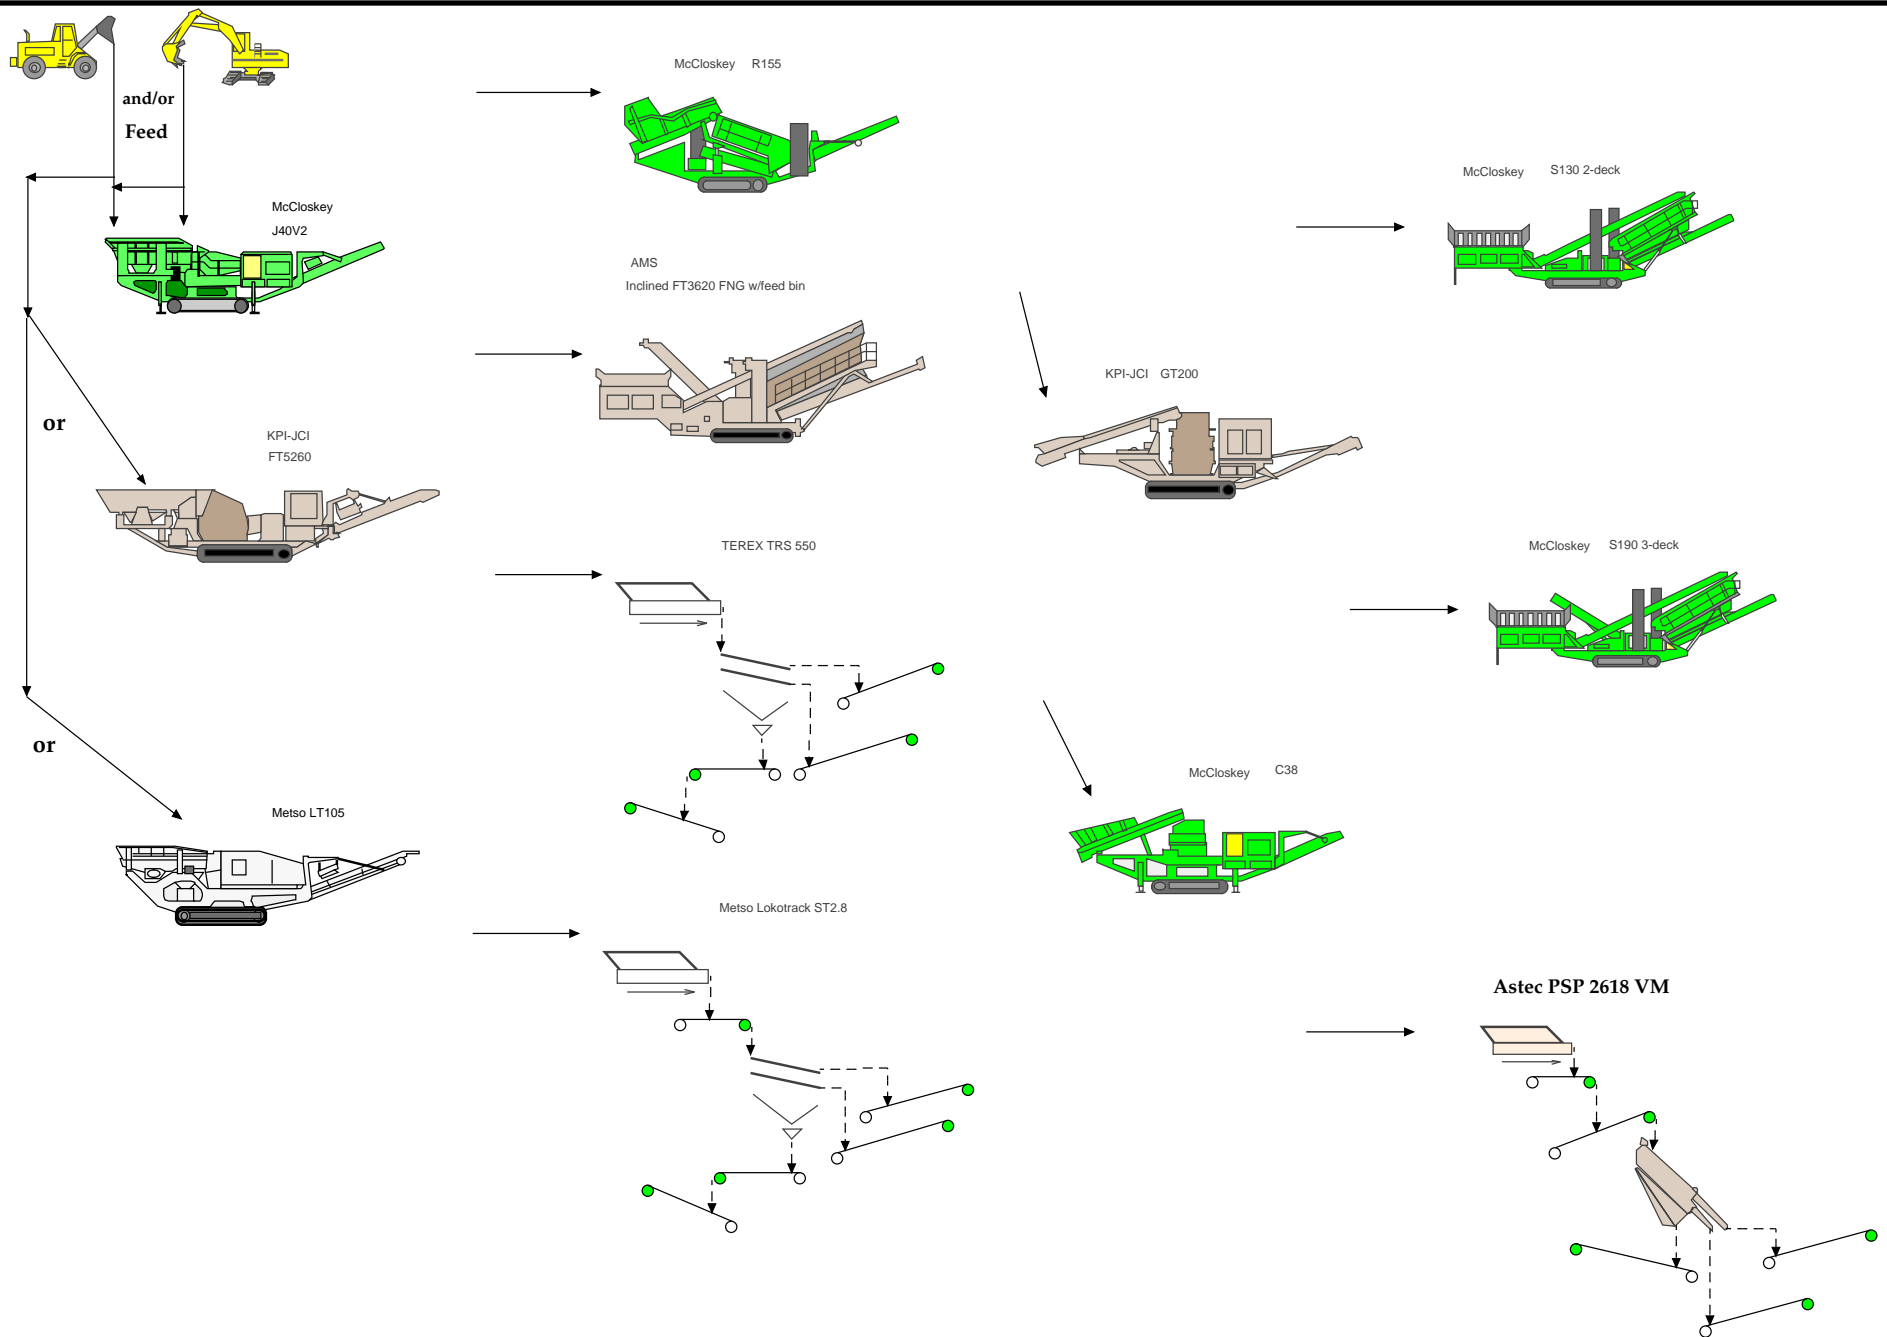 and/or
Feed
McCloskey R155
McCloskey S130 2-deck
McCloskey
J40V2
AMS
Inclined FT3620 FNG w/feed bin
KPI-JCI GT200
or
KPI-JCI
FT5260
TEREX TRS 550
McCloskey S190 3-deck
or
McCloskey C38
Metso LT105
Metso Lokotrack ST2.8
Astec PSP 2618 VM